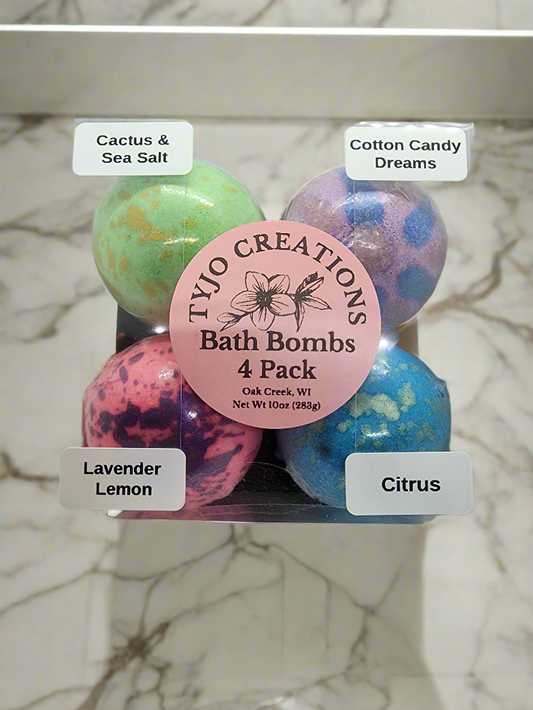 Cactus &
Sea Salt
Cotton Candy
Dreams
TYJO CREATIONS
Bath Bombs
4 Pack
Oak Creek, WI
Net Wt 10oz (283g)
Lavender
Lemon
Citrus